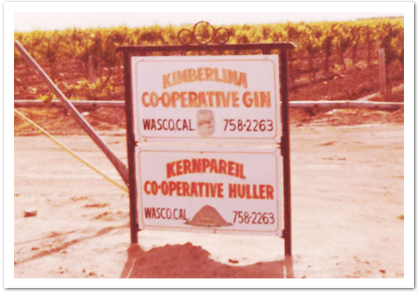 KIMBERLINA
CO-OPERATIVE GIN
WASCO.CAL 758-2263
KERNPAREIL
CO-OPERATIVE HULLER
WASCO.CAL 758-2263